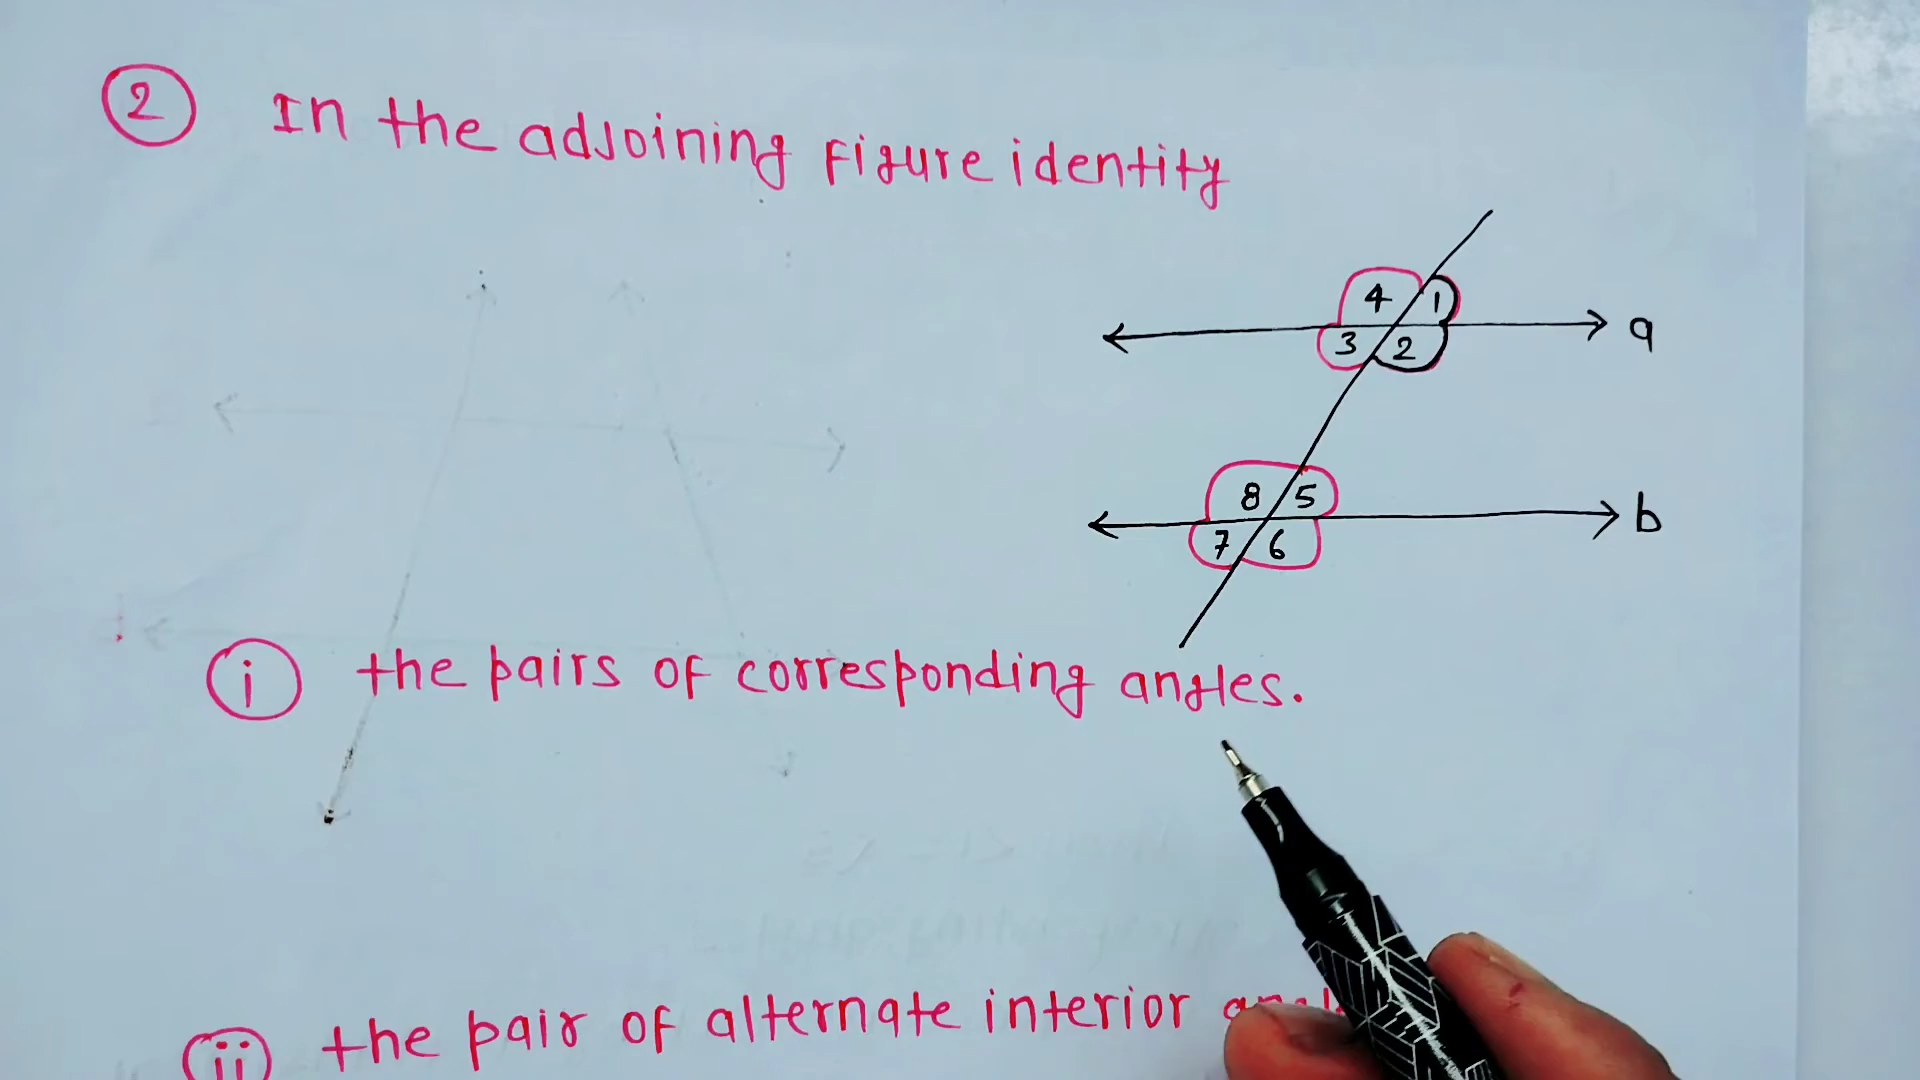 2 In the adjoining figure identity
4 1
a
3 2
8 5
b
7 6
i the pairs of corresponding angles.
ii the pair of alternate interior